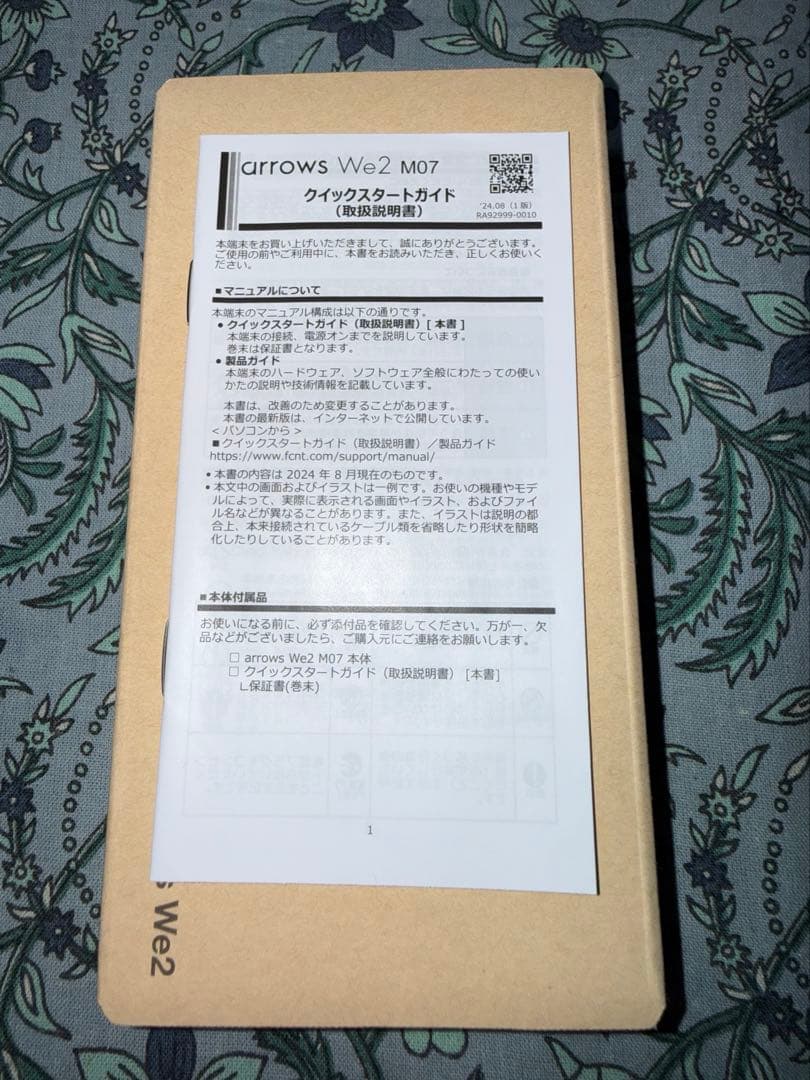 arrows We2 M07
クイックスタートガイド
（取扱説明書）
'24.08（1版）
RA92999-0010
本端末をお買い上げいただきまして、誠にありがとうございます。
ご使用の前やご利用中に、本書をお読みいただき、正しくお使いく
ださい。
■マニュアルについて
本端末のマニュアル構成は以下の通りです。
● クイックスタートガイド（取扱説明書）[ 本書 ]
本端末の接続、電源オンまでを説明しています。
巻末は保証書となります。
● 製品ガイド
本端末のハードウェア、ソフトウェア全般にわたっての使い
かたの説明や技術情報を記載しています。
本書は、改善のため変更することがあります。
本書の最新版は、インターネットで公開しています。
< パソコンから >
■ クイックスタートガイド（取扱説明書）／製品ガイド
https://www.fcnt.com/support/manual/
• 本書の内容は 2024 年 8 月現在のものです。
• 本文中の画面およびイラストは一例です。お使いの機種やモデ
ルによって、実際に表示される画面やイラスト、およびファイ
ル名などが異なることがあります。また、イラストは説明の都
合上、本来接続されているケーブル類を省略したり形状を簡略
化したりしていることがあります。
■本体付属品
お使いになる前に、必ず添付品を確認してください。万が一、欠
品などがございましたら、ご購入元にご連絡をお願いします。
□ arrows We2 M07 本体
□ クイックスタートガイド（取扱説明書） [本書]
∟保証書(巻末)
1
s We2